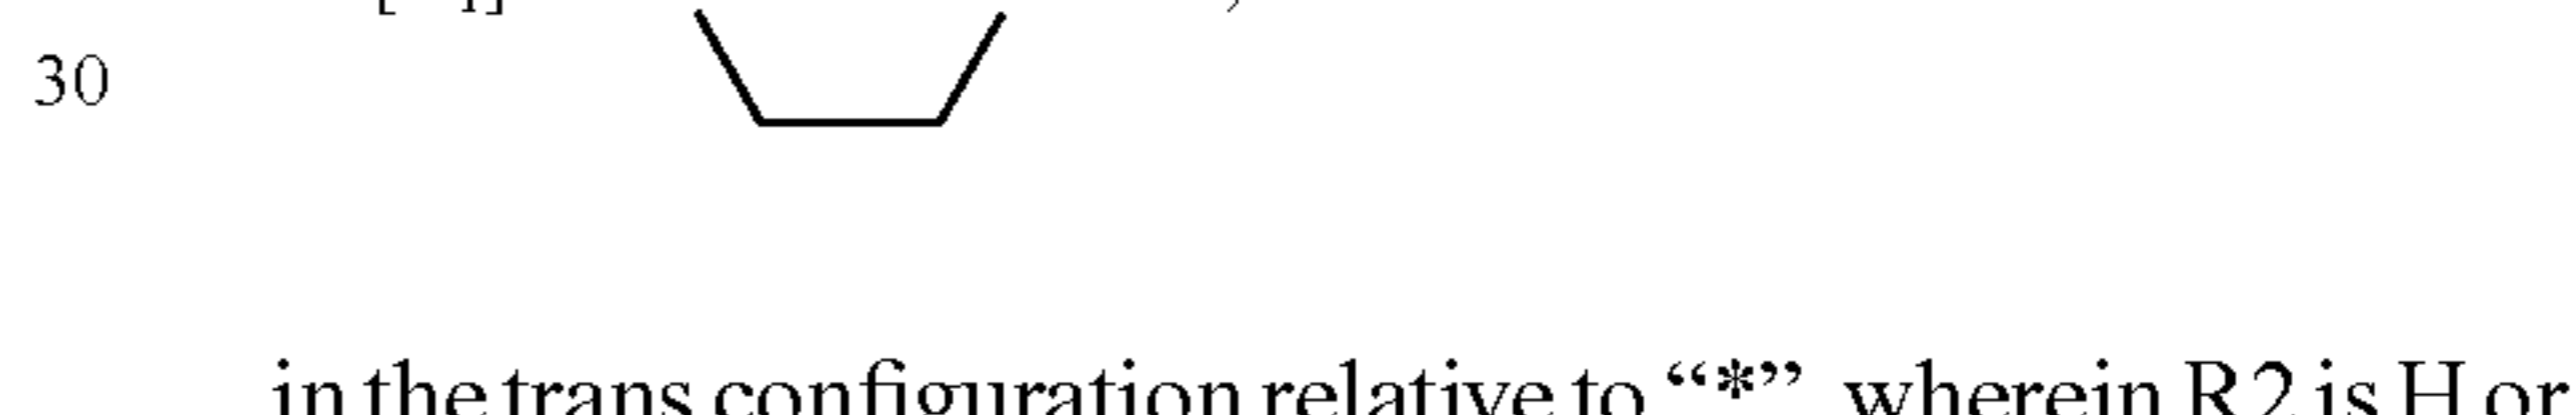 30
in the trans configuration relative to “*” wherein R2 is H or